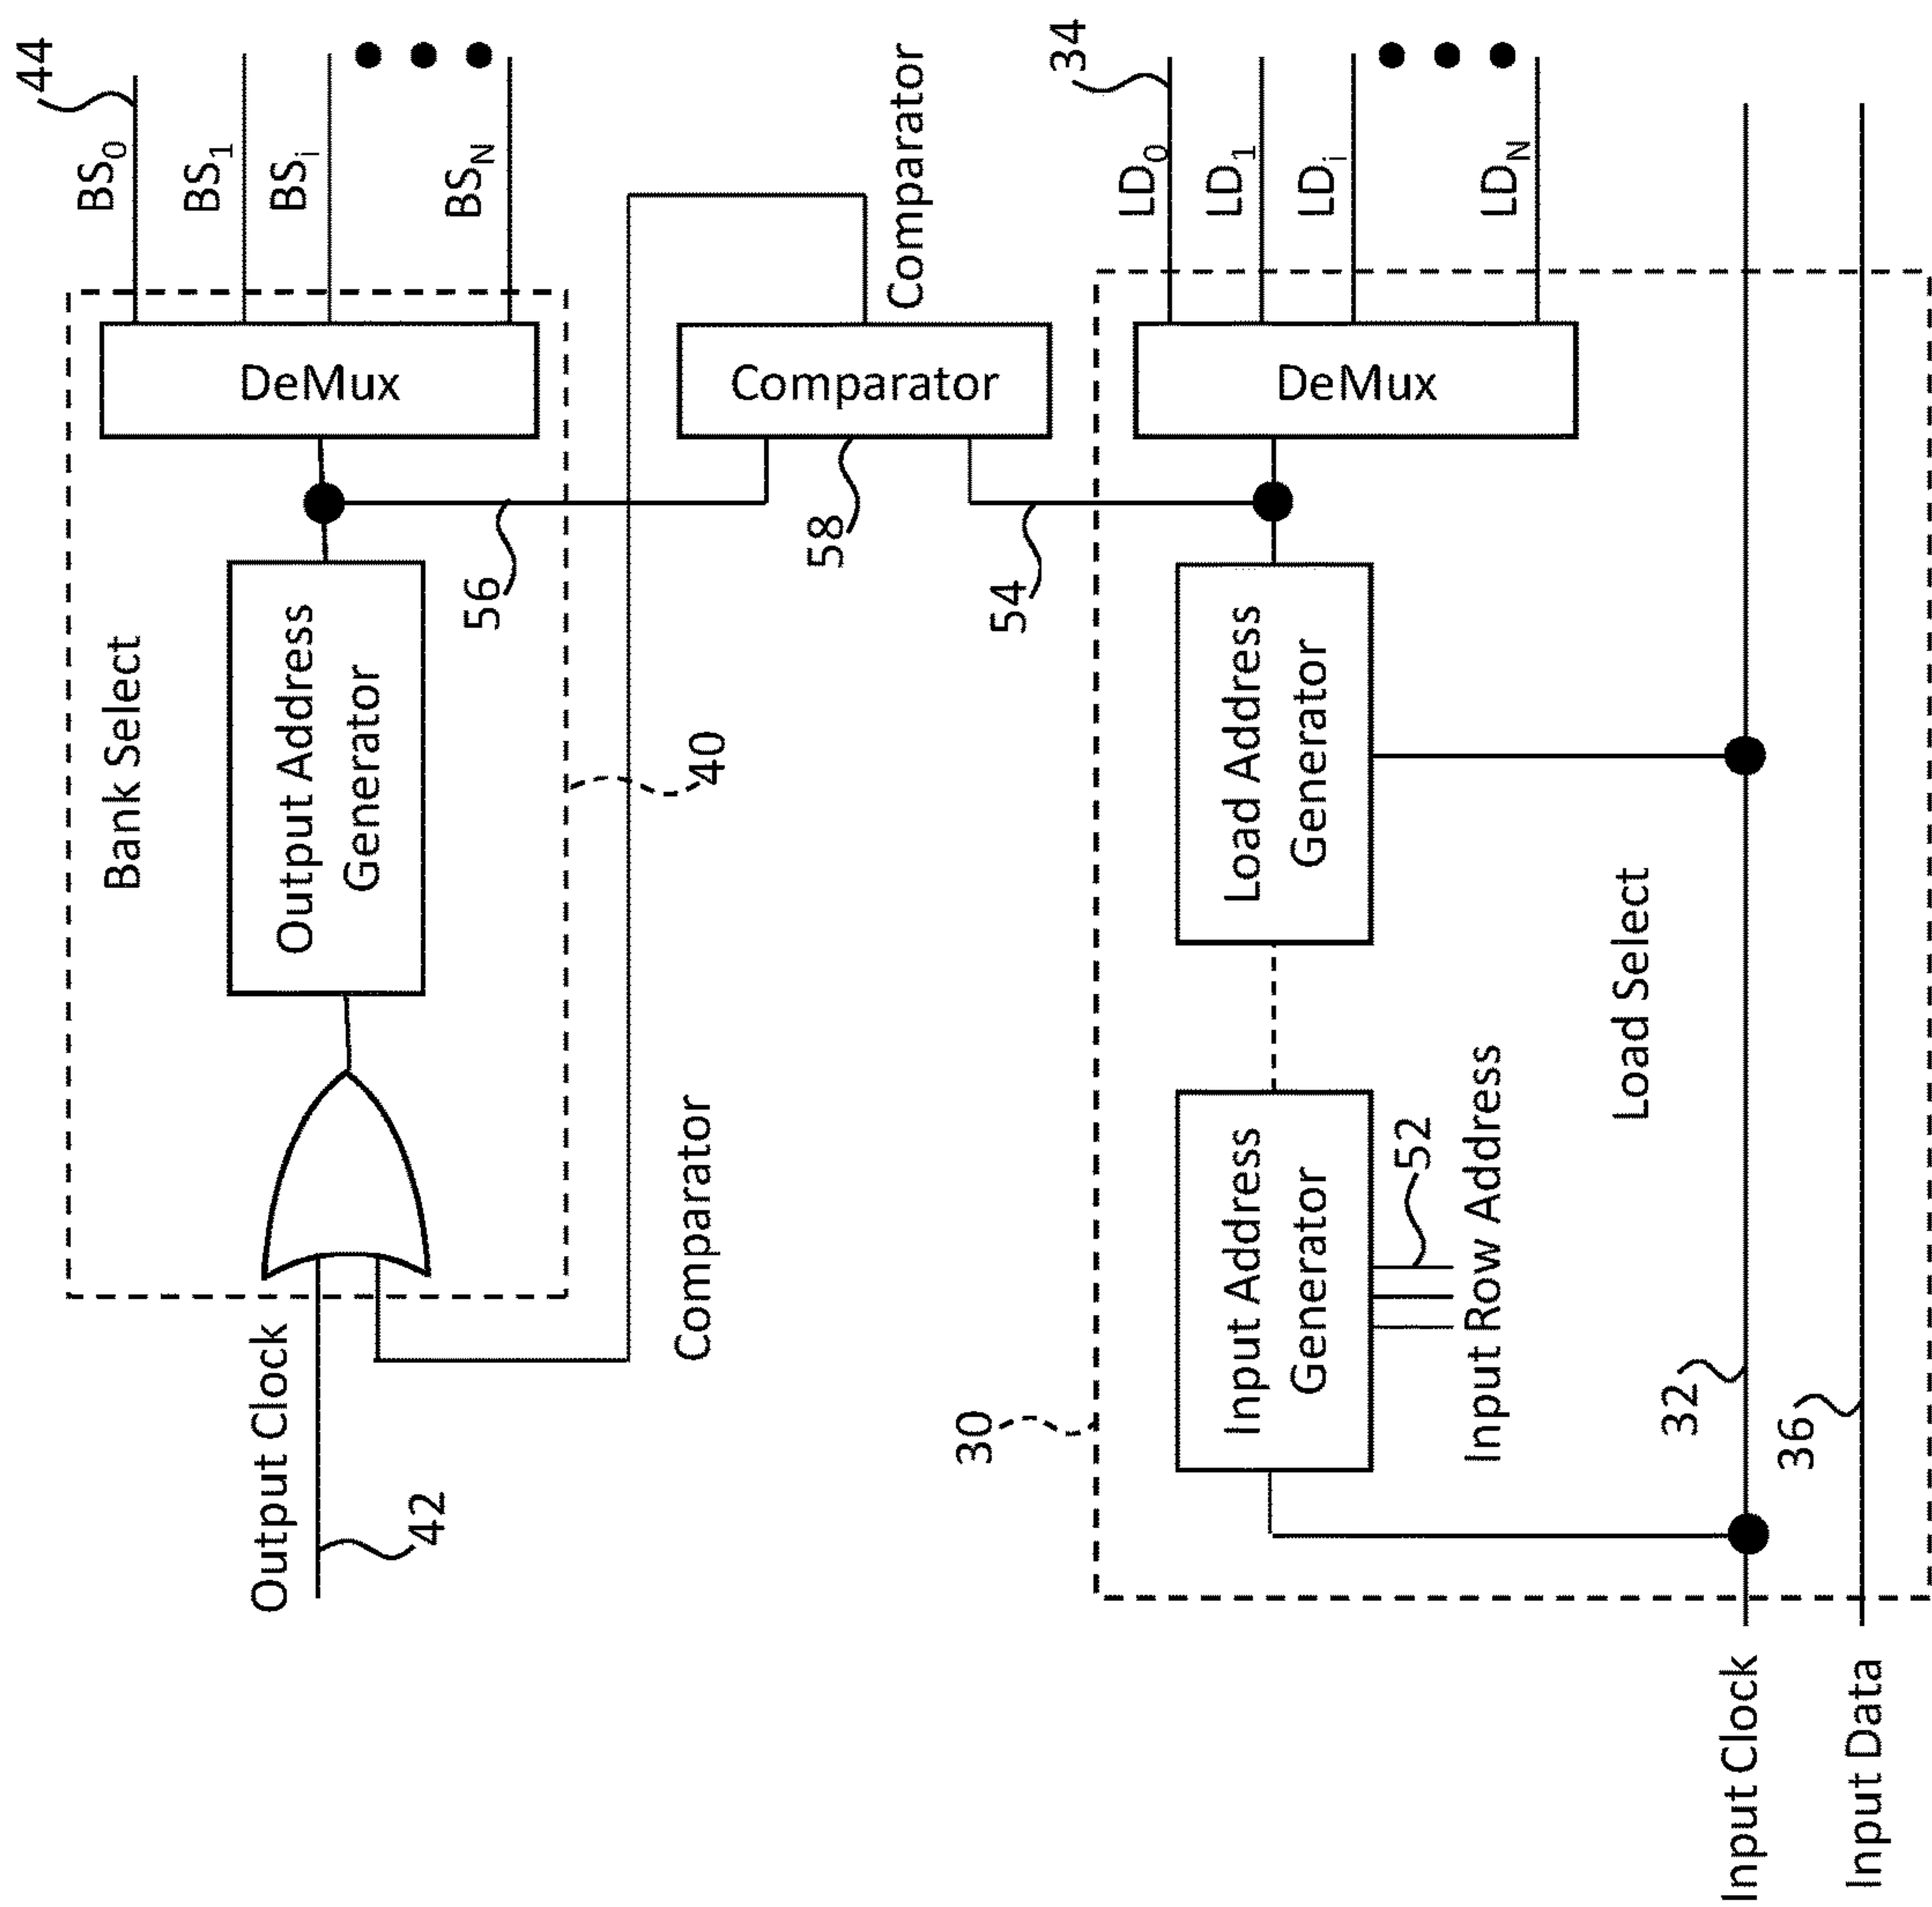 44
BS0
BS1
BSi
BSN
DeMux
Bank Select
Output Address
Generator
Output Clock
42
56
40
Comparator
Comparator
58
Comparator
54
34
LD0
LD1
LDi
LDN
DeMux
Load Address
Generator
Input Address
Generator
30
52
Input Row Address
Load Select
32
36
Input Clock
Input Data